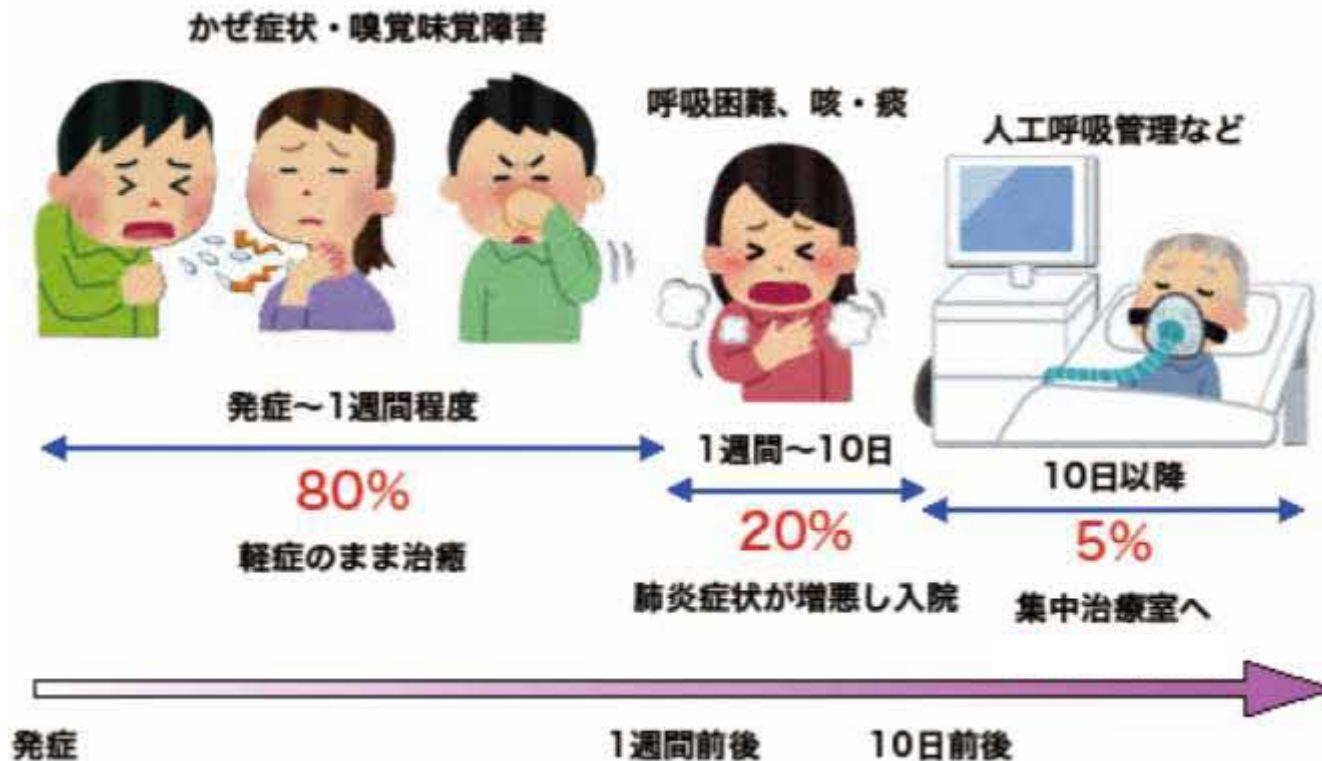 かぜ症状・嗅覚味覚障害
呼吸困難、咳・痰
人工呼吸管理など
発症〜1週間程度
80%
軽症のまま治癒
1週間〜10日
20%
肺炎症状が増悪し入院
10日以降
5%
集中治療室へ
発症
1週間前後
10日前後